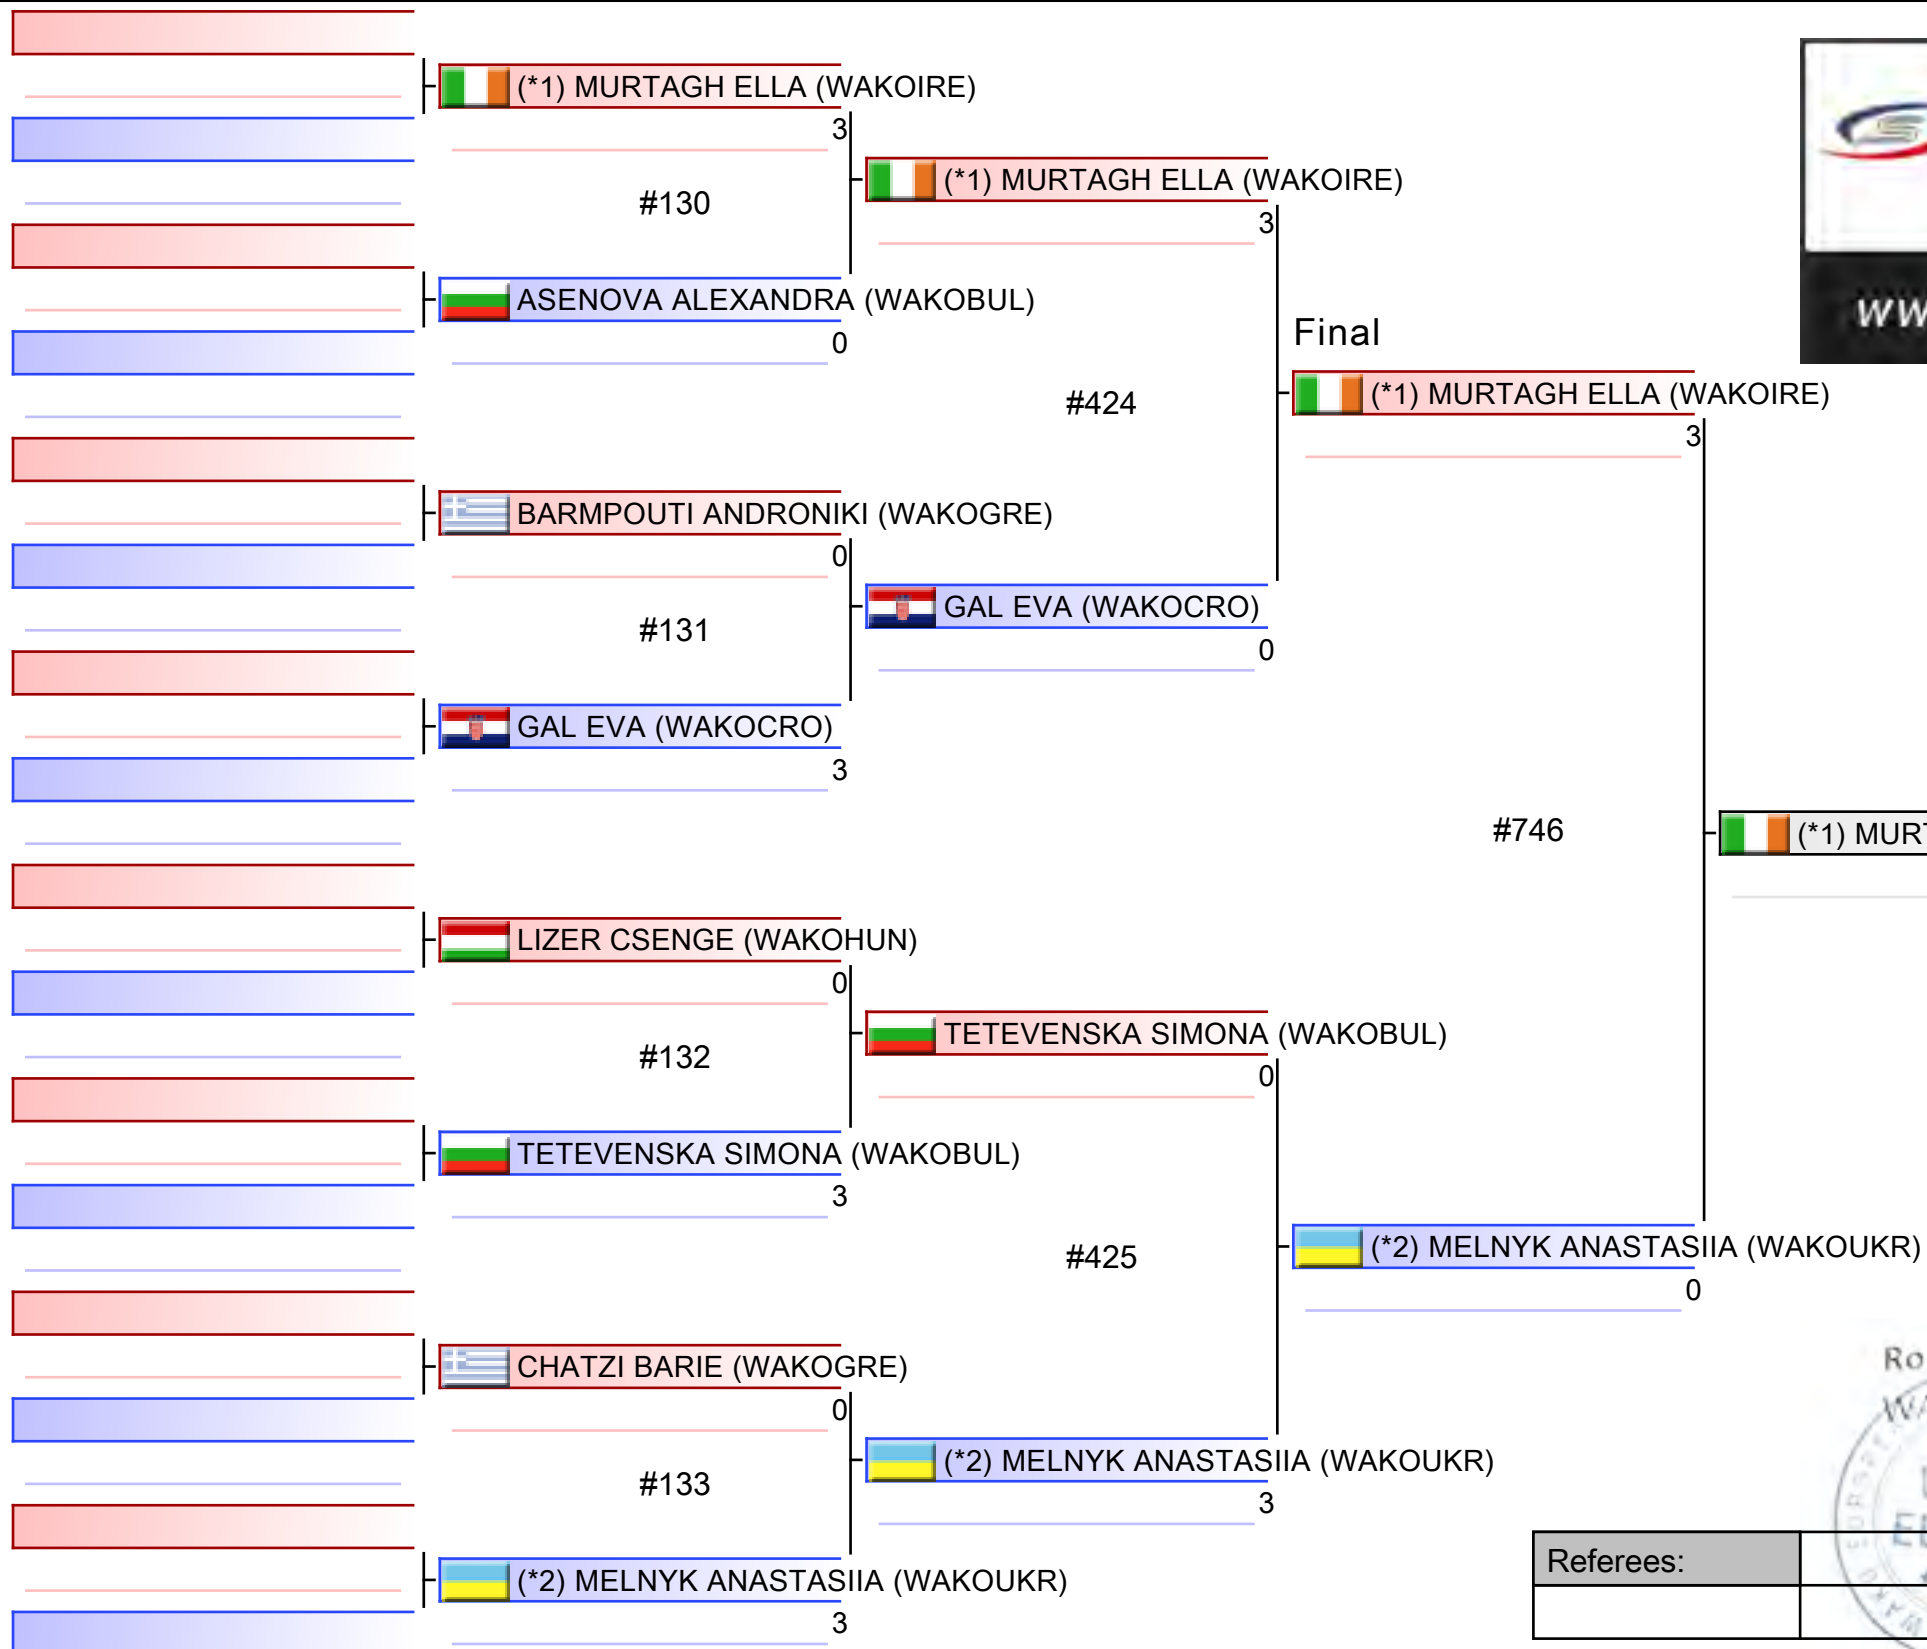 (*1) MURTAGH ELLA (WAKOIRE)
3
#130
ASENOVA ALEXANDRA (WAKOBUL)
0
BARMPOUTI ANDRONIKI (WAKOGRE)
0
#131
GAL EVA (WAKOCRO)
3
LIZER CSENGE (WAKOHUN)
0
#132
TETEVENSKA SIMONA (WAKOBUL)
3
CHATZI BARIE (WAKOGRE)
0
#133
(*2) MELNYK ANASTASIIA (WAKOUKR)
3
(*1) MURTAGH ELLA (WAKOIRE)
3
#424
GAL EVA (WAKOCRO)
0
TETEVENSKA SIMONA (WAKOBUL)
0
#425
(*2) MELNYK ANASTASIIA (WAKOUKR)
3
Final
(*1) MURTAGH ELLA (WAKOIRE)
3
#746
(*2) MELNYK ANASTASIIA (WAKOUKR)
0
(*1) MURT
Referees: